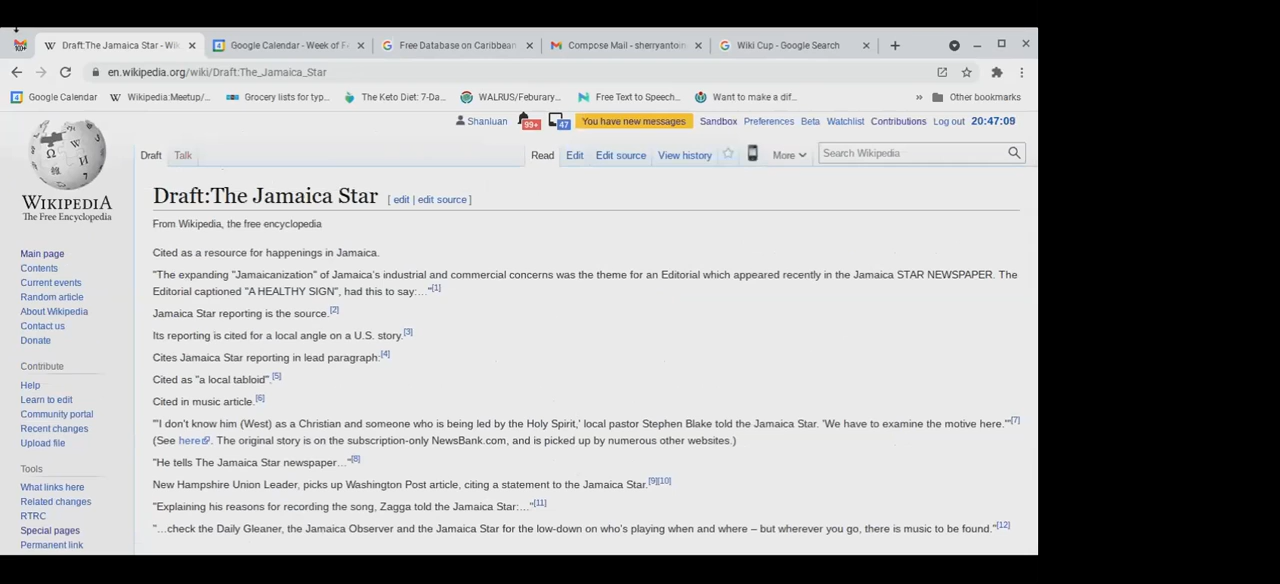 Draft:The Jamaica Star - Wik
Google Calendar - Week of F
Free Database on Caribbean
Compose Mail - sherryantoin
Wiki Cup - Google Search
en.wikipedia.org/wiki/Draft:The_Jamaica_Star
Google Calendar
Wikipedia:Meetup/...
Grocery lists for typ...
The Keto Diet: 7-Da...
WALRUS/Feburary...
Free Text to Speech...
Want to make a dif...
»
Other bookmarks
Shanluan 99+ 47 You have new messages Sandbox Preferences Beta Watchlist Contributions Log out 20:47:09
Draft Talk Read Edit Edit source View history More Search Wikipedia
WIKIPEDIA
The Free Encyclopedia
Main page
Contents
Current events
Random article
About Wikipedia
Contact us
Donate
Contribute
Help
Learn to edit
Community portal
Recent changes
Upload file
Tools
What links here
Related changes
RTRC
Special pages
Permanent link
Draft:The Jamaica Star [ edit | edit source ]
From Wikipedia, the free encyclopedia
Cited as a resource for happenings in Jamaica.
"The expanding "Jamaicanization" of Jamaica's industrial and commercial concerns was the theme for an Editorial which appeared recently in the Jamaica STAR NEWSPAPER. The
Editorial captioned "A HEALTHY SIGN", had this to say:..."[1]
Jamaica Star reporting is the source.[2]
Its reporting is cited for a local angle on a U.S. story.[3]
Cites Jamaica Star reporting in lead paragraph:[4]
Cited as "a local tabloid".[5]
Cited in music article.[6]
"'I don't know him (West) as a Christian and someone who is being led by the Holy Spirit,' local pastor Stephen Blake told the Jamaica Star. 'We have to examine the motive here.'"[7]
(See here. The original story is on the subscription-only NewsBank.com, and is picked up by numerous other websites.)
"He tells The Jamaica Star newspaper…"[8]
New Hampshire Union Leader, picks up Washington Post article, citing a statement to the Jamaica Star.[9][10]
"Explaining his reasons for recording the song, Zagga told the Jamaica Star:…"[11]
"…check the Daily Gleaner, the Jamaica Observer and the Jamaica Star for the low-down on who's playing when and where – but wherever you go, there is music to be found."[12]